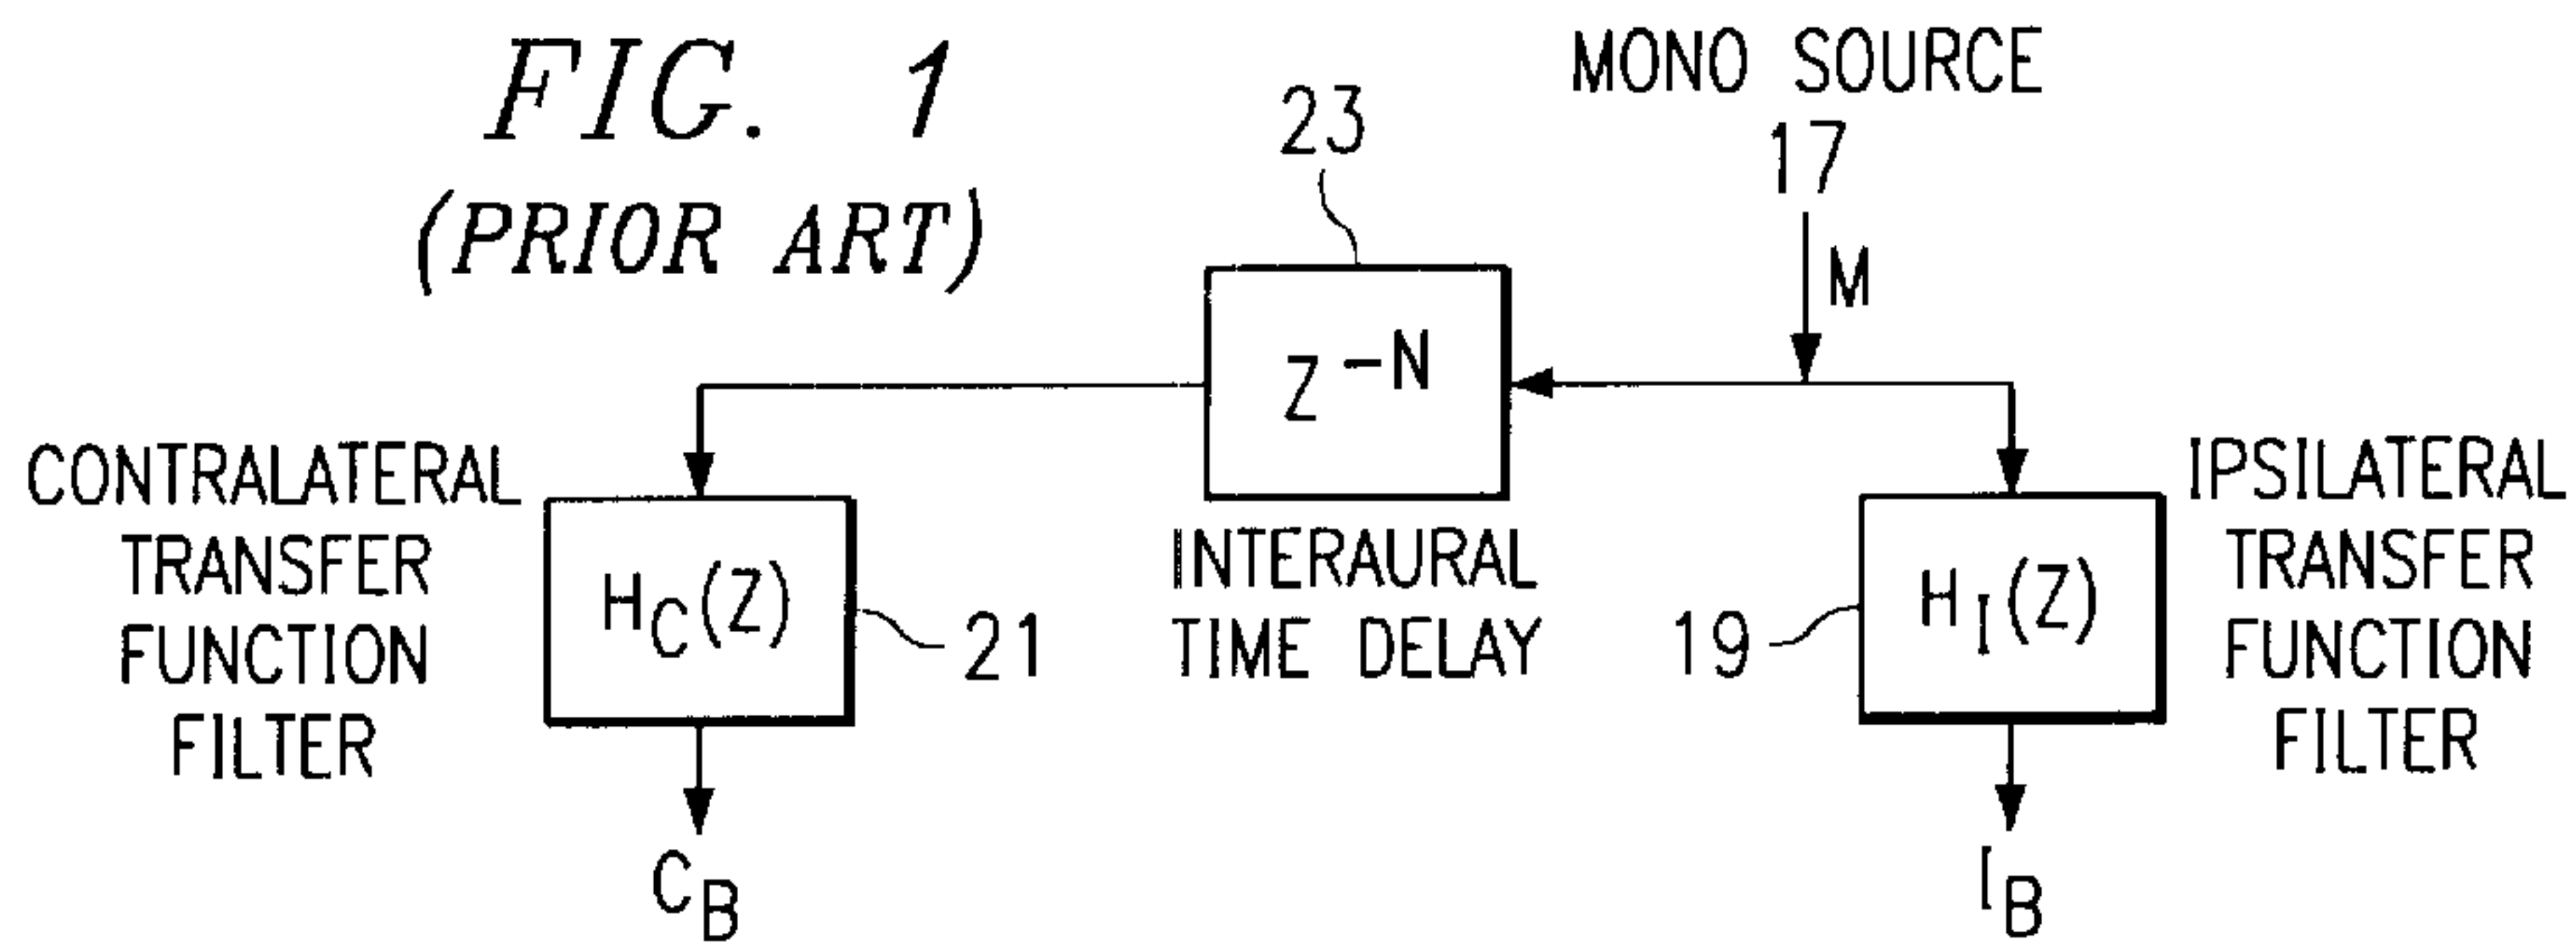 FIG. 1
(PRIOR ART)
MONO SOURCE
17
M
23
Z^-N
INTERAURAL
TIME DELAY
CONTRALATERAL
TRANSFER
FUNCTION
FILTER
H_C(Z)
21
C_B
19
H_I(Z)
IPSILATERAL
TRANSFER
FUNCTION
FILTER
I_B